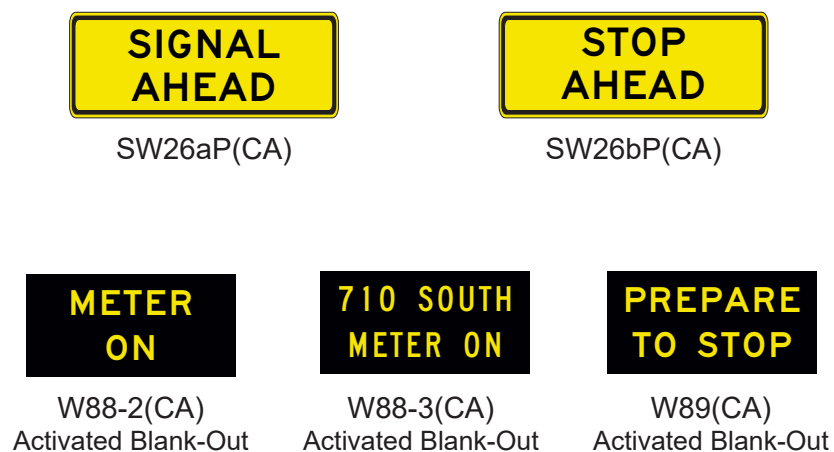 SIGNAL
AHEAD
SW26aP(CA)
STOP
AHEAD
SW26bP(CA)
METER
ON
W88-2(CA)
Activated Blank-Out
710 SOUTH
METER ON
W88-3(CA)
Activated Blank-Out
PREPARE
TO STOP
W89(CA)
Activated Blank-Out